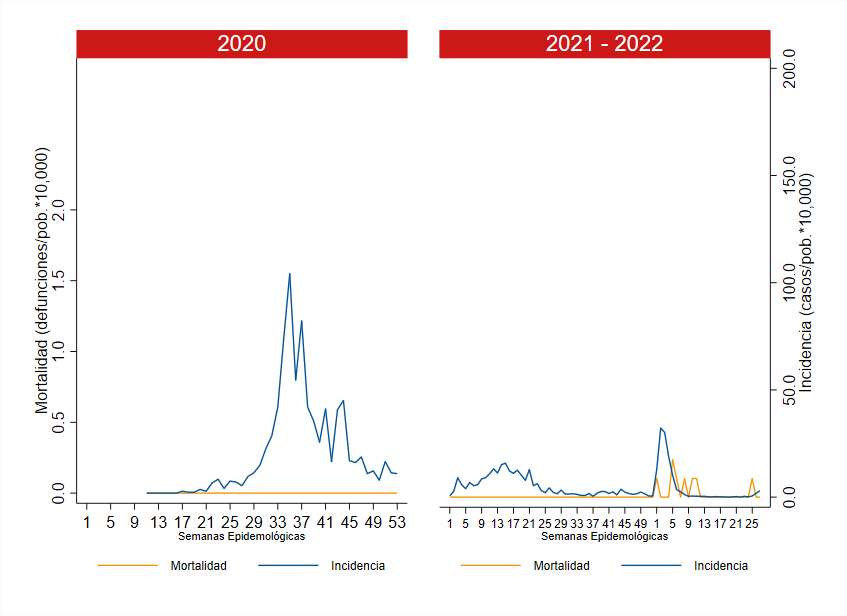 2020
2021 - 2022
Mortalidad (defunciones/pob.*10,000)
2.0
1.5
1.0
0.5
0.0
1 5 9 13 17 21 25 29 33 37 41 45 49 53
Semanas Epidemológicas
Mortalidad Incidencia
200.0
150.0
100.0
50.0
0.0
Incidencia (casos/pob.*10,000)
1 5 9 13 17 21 25 29 33 37 41 45 49 1 5 9 13 17 21 25
Semanas Epidemológicas
Mortalidad Incidencia